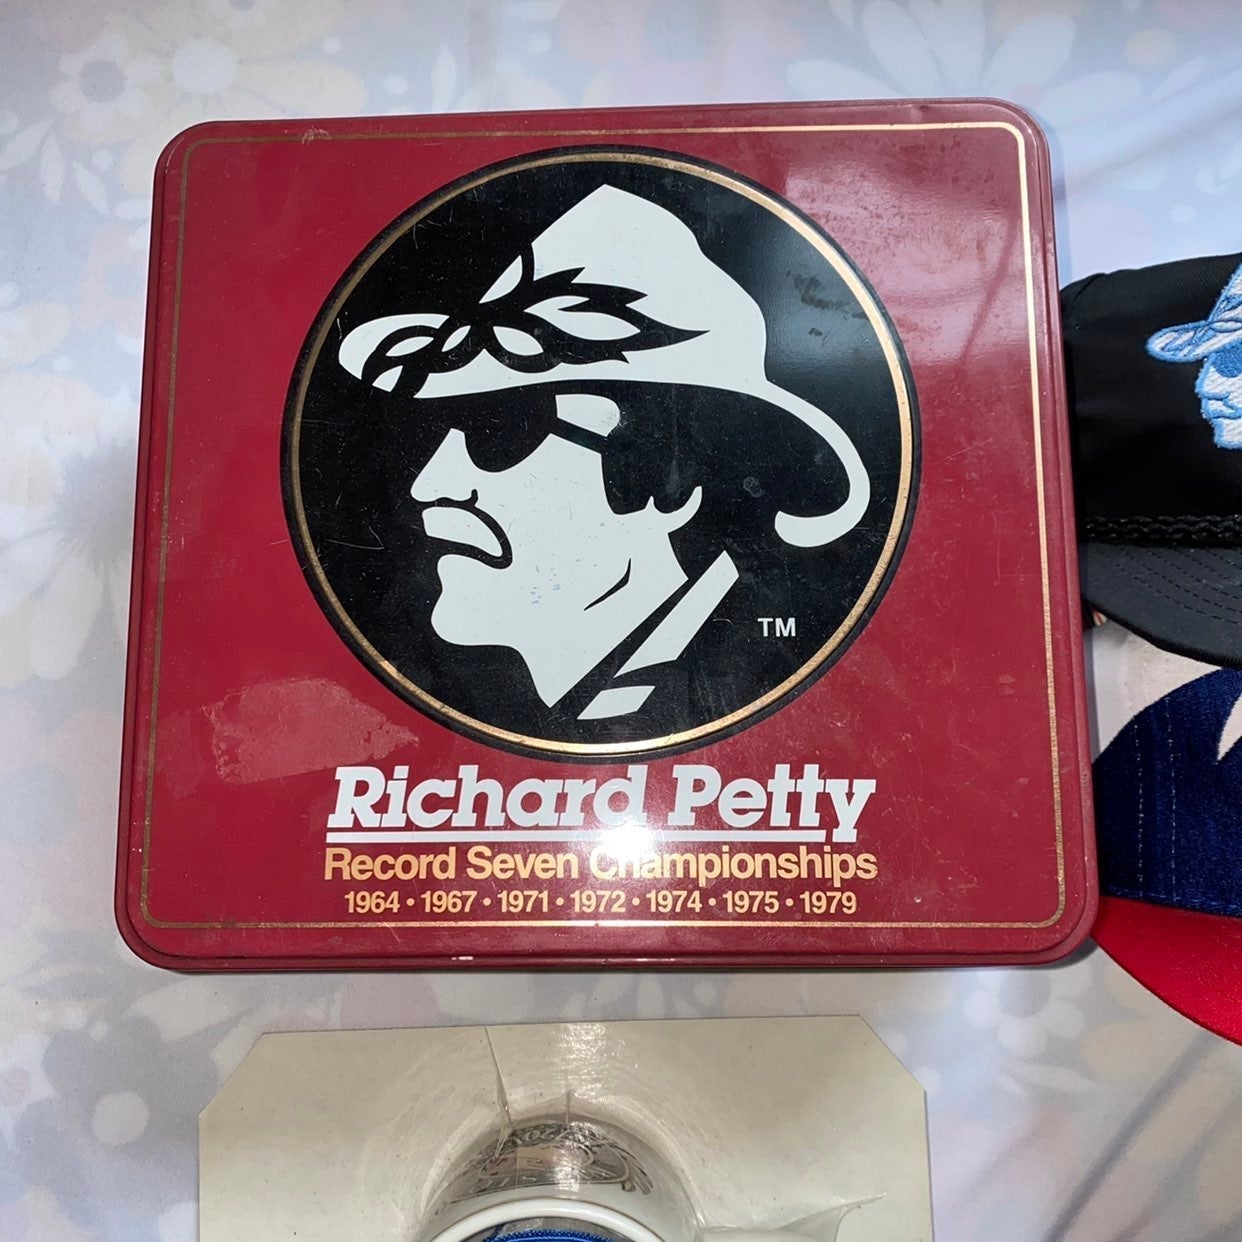 TM
Richard Petty
Record Seven Championships
1964 • 1967 • 1971 • 1972 • 1974 • 1975 • 1979